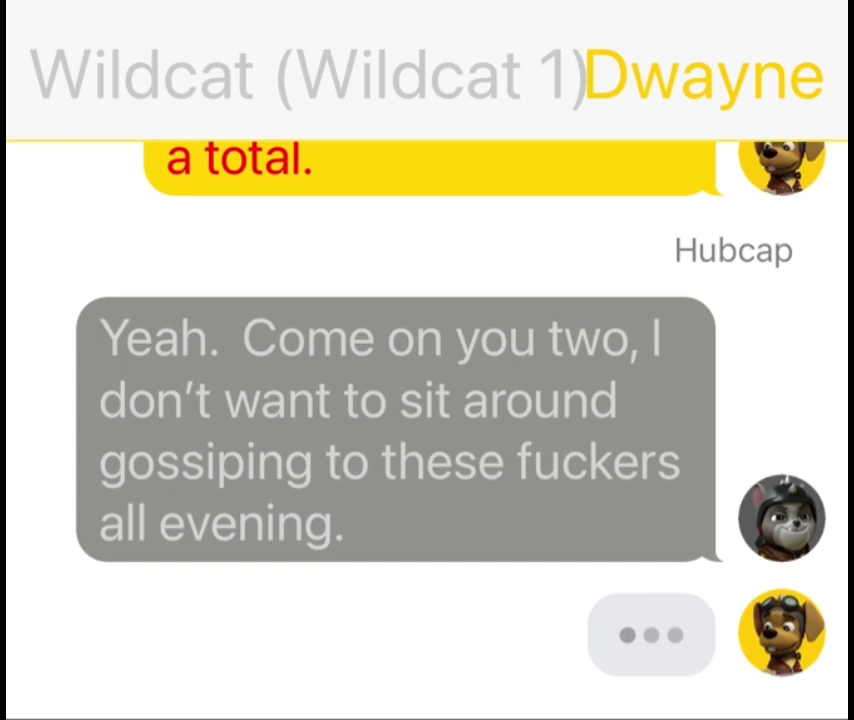 Wildcat (Wildcat 1)Dwayne
a total.
Hubcap
Yeah.  Come on you two, I
don’t want to sit around
gossiping to these fuckers
all evening.